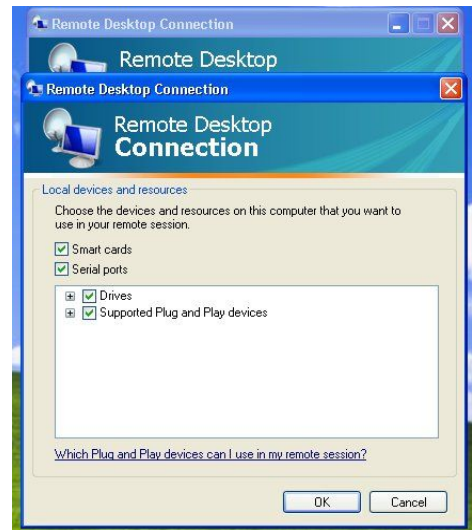 Remote Desktop Connection
Remote Desktop
Remote Desktop Connection
Remote Desktop
Connection
Local devices and resources
Choose the devices and resources on this computer that you want to
use in your remote session.
Smart cards
Serial ports
Drives
Supported Plug and Play devices
Which Plug and Play devices can I use in my remote session?
OK Cancel